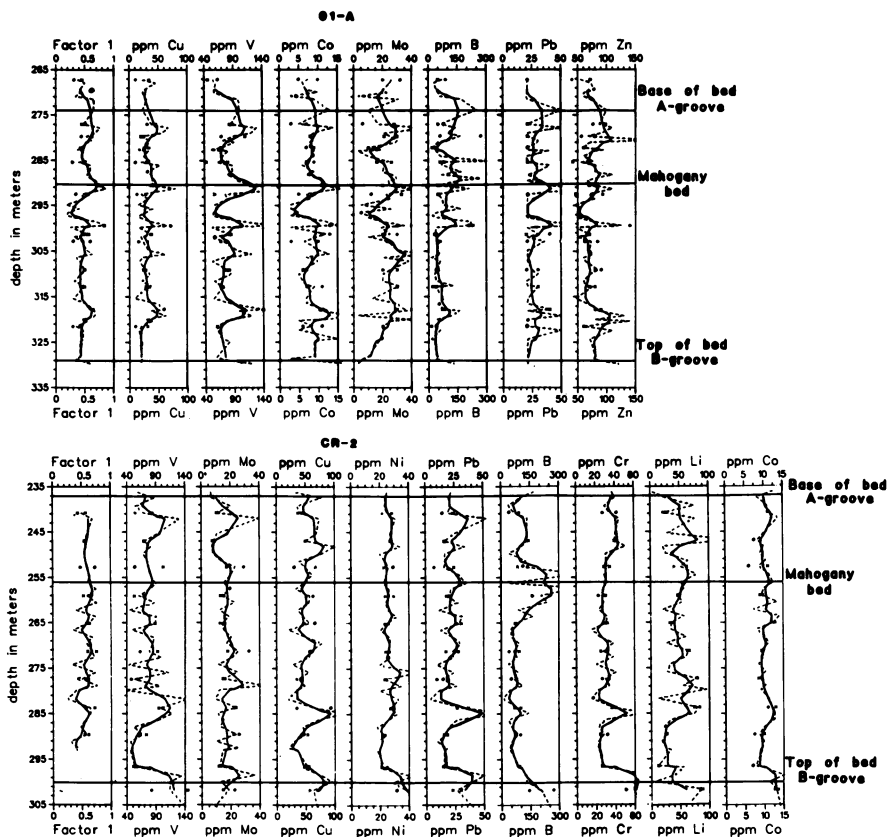 01-A
Factor 1 ppm Cu ppm V ppm Co ppm Mo ppm B ppm Pb ppm Zn
0 0.5 1 0 50 100 40 90 140 0 5 10 15 0 20 40 0 150 300 0 25 50 50 100 150
265
275
285
295
305
315
325
335
depth in meters
Base of bed
A-groove
Mahogany
bed
Top of bed
B-groove
0 0.5 1 0 50 100 40 90 140 0 5 10 15 0 20 40 0 150 300 0 25 50 50 100 150
Factor 1 ppm Cu ppm V ppm Co ppm Mo ppm B ppm Pb ppm Zn
CR-2
Factor 1 ppm V ppm Mo ppm Cu ppm Ni ppm Pb ppm B ppm Cr ppm Li ppm Co
0 0.5 1 40 90 140 0 20 40 0 50 100 0 20 40 0 25 50 0 150 300 0 40 80 0 50 100 0 5 10 15
235
245
255
265
275
285
295
305
depth in meters
Base of bed
A-groove
Mahogany
bed
Top of bed
B-groove
0 0.5 1 40 90 140 0 20 40 0 50 100 0 20 40 0 25 50 0 150 300 0 40 80 0 50 100 0 5 10 15
Factor 1 ppm V ppm Mo ppm Cu ppm Ni ppm Pb ppm B ppm Cr ppm Li ppm Co